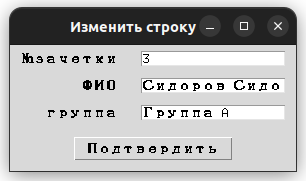 Изменить строку
№зачетки 3
ФИО Сидоров Сидо
группа Группа А
Подтвердить